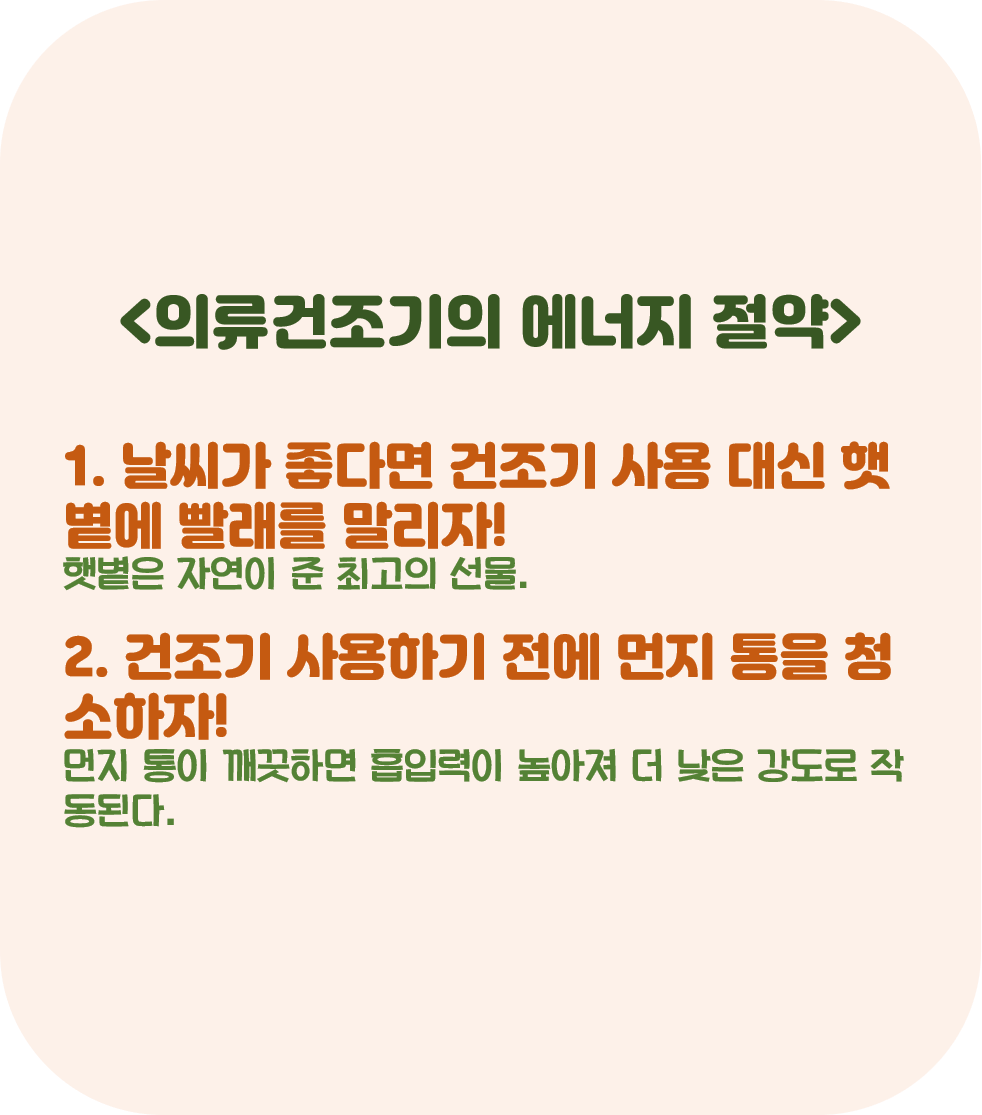 <의류건조기의 에너지 절약>
1. 날씨가 좋다면 건조기 사용 대신 햇
볕에 빨래를 말리자!
햇볕은 자연이 준 최고의 선물.
2. 건조기 사용하기 전에 먼지 통을 청
소하자!
먼지 통이 깨끗하면 흡입력이 높아져 더 낮은 강도로 작
동된다.